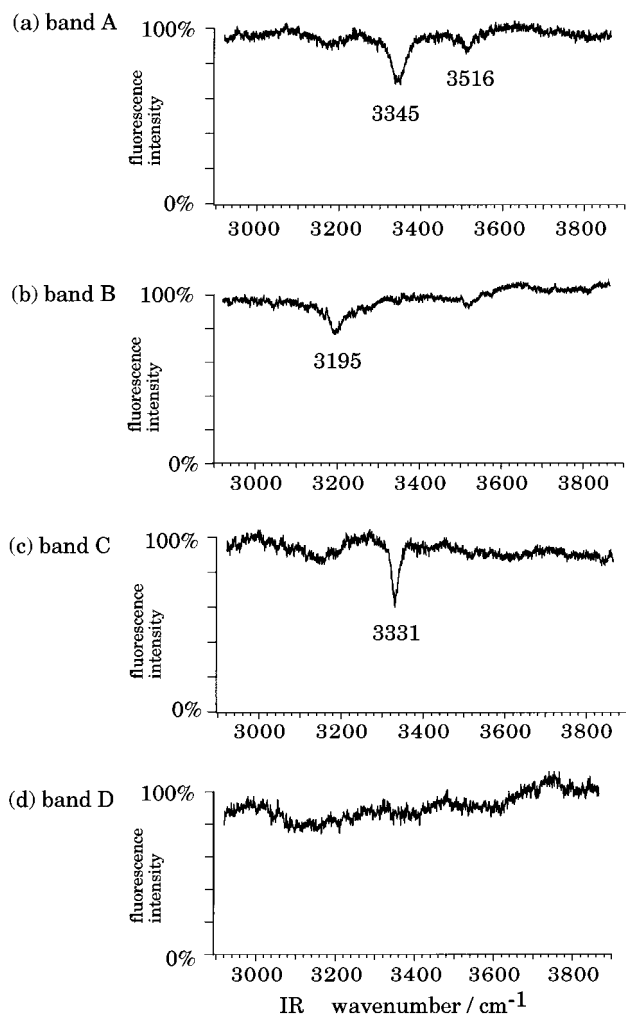 (a) band A
100%
fluorescence
intensity
3345
3516
0%
3000 3200 3400 3600 3800
(b) band B
100%
fluorescence
intensity
3195
0%
3000 3200 3400 3600 3800
(c) band C
100%
fluorescence
intensity
3331
0%
3000 3200 3400 3600 3800
(d) band D
100%
fluorescence
intensity
0%
3000 3200 3400 3600 3800
IR wavenumber / cm⁻¹